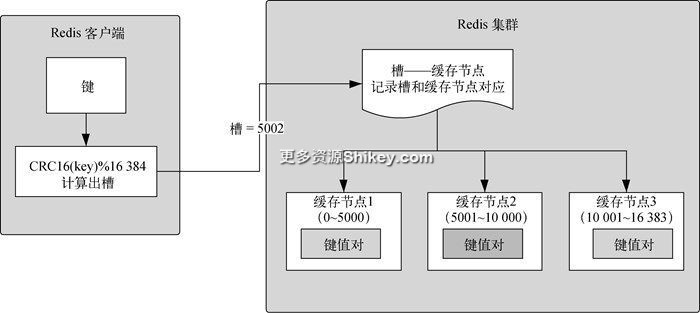 Redis 客户端
键
CRC16(key)%16 384
计算出槽
槽 = 5002
Redis 集群
槽——缓存节点
记录槽和缓存节点对应
更多资源Shikey.com
缓存节点1
(0~5000)
键值对
缓存节点2
(5001~10 000)
键值对
缓存节点3
(10 001~16 383)
键值对